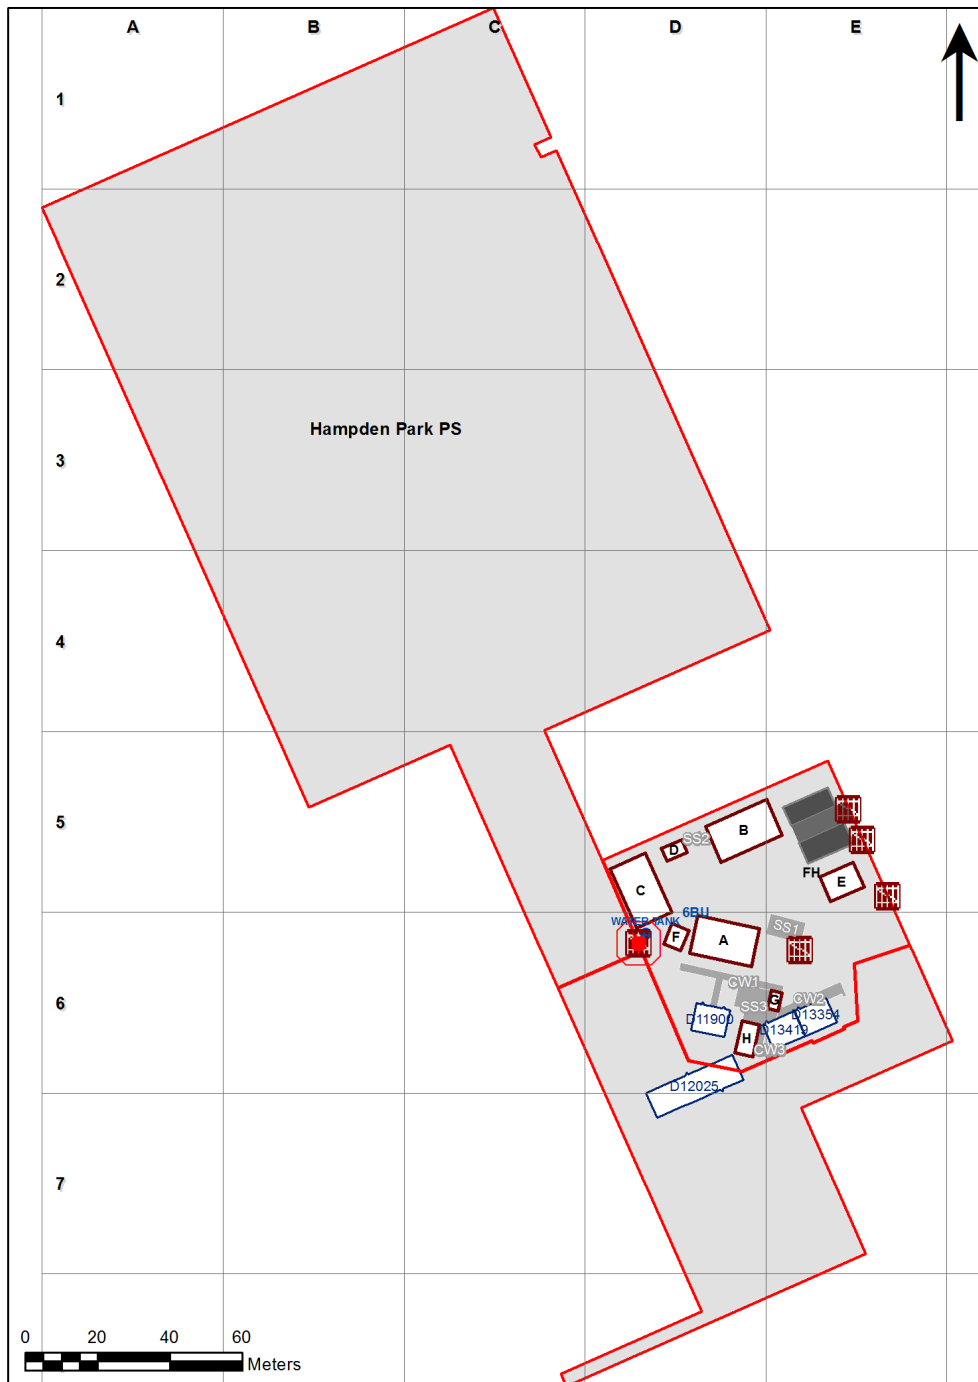 A B C D E
1
2
3
Hampden Park PS
4
5
B
D
SS2
C
FH
E
6BU
WATER TANK
F
A
SS1
6
CW1
G
SS3
CW2
D11900
D13354
D13419
H
CW3
D12025
7
0 20 40 60
Meters